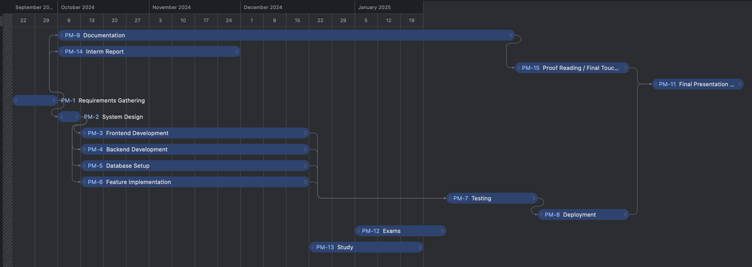 September 20...
October 2024
November 2024
December 2024
January 2025
22 29 6 13 20 27 3 10 17 24 1 8 15 22 29 5 12 19
PM-9 Documentation
PM-14 Interm Report
PM-15 Proof Reading / Final Touc...
PM-11 Final Presentation ...
PM-1 Requirements Gathering
PM-2 System Design
PM-3 Frontend Development
PM-4 Backend Development
PM-5 Database Setup
PM-6 Feature Implementation
PM-7 Testing
PM-8 Deployment
PM-12 Exams
PM-13 Study